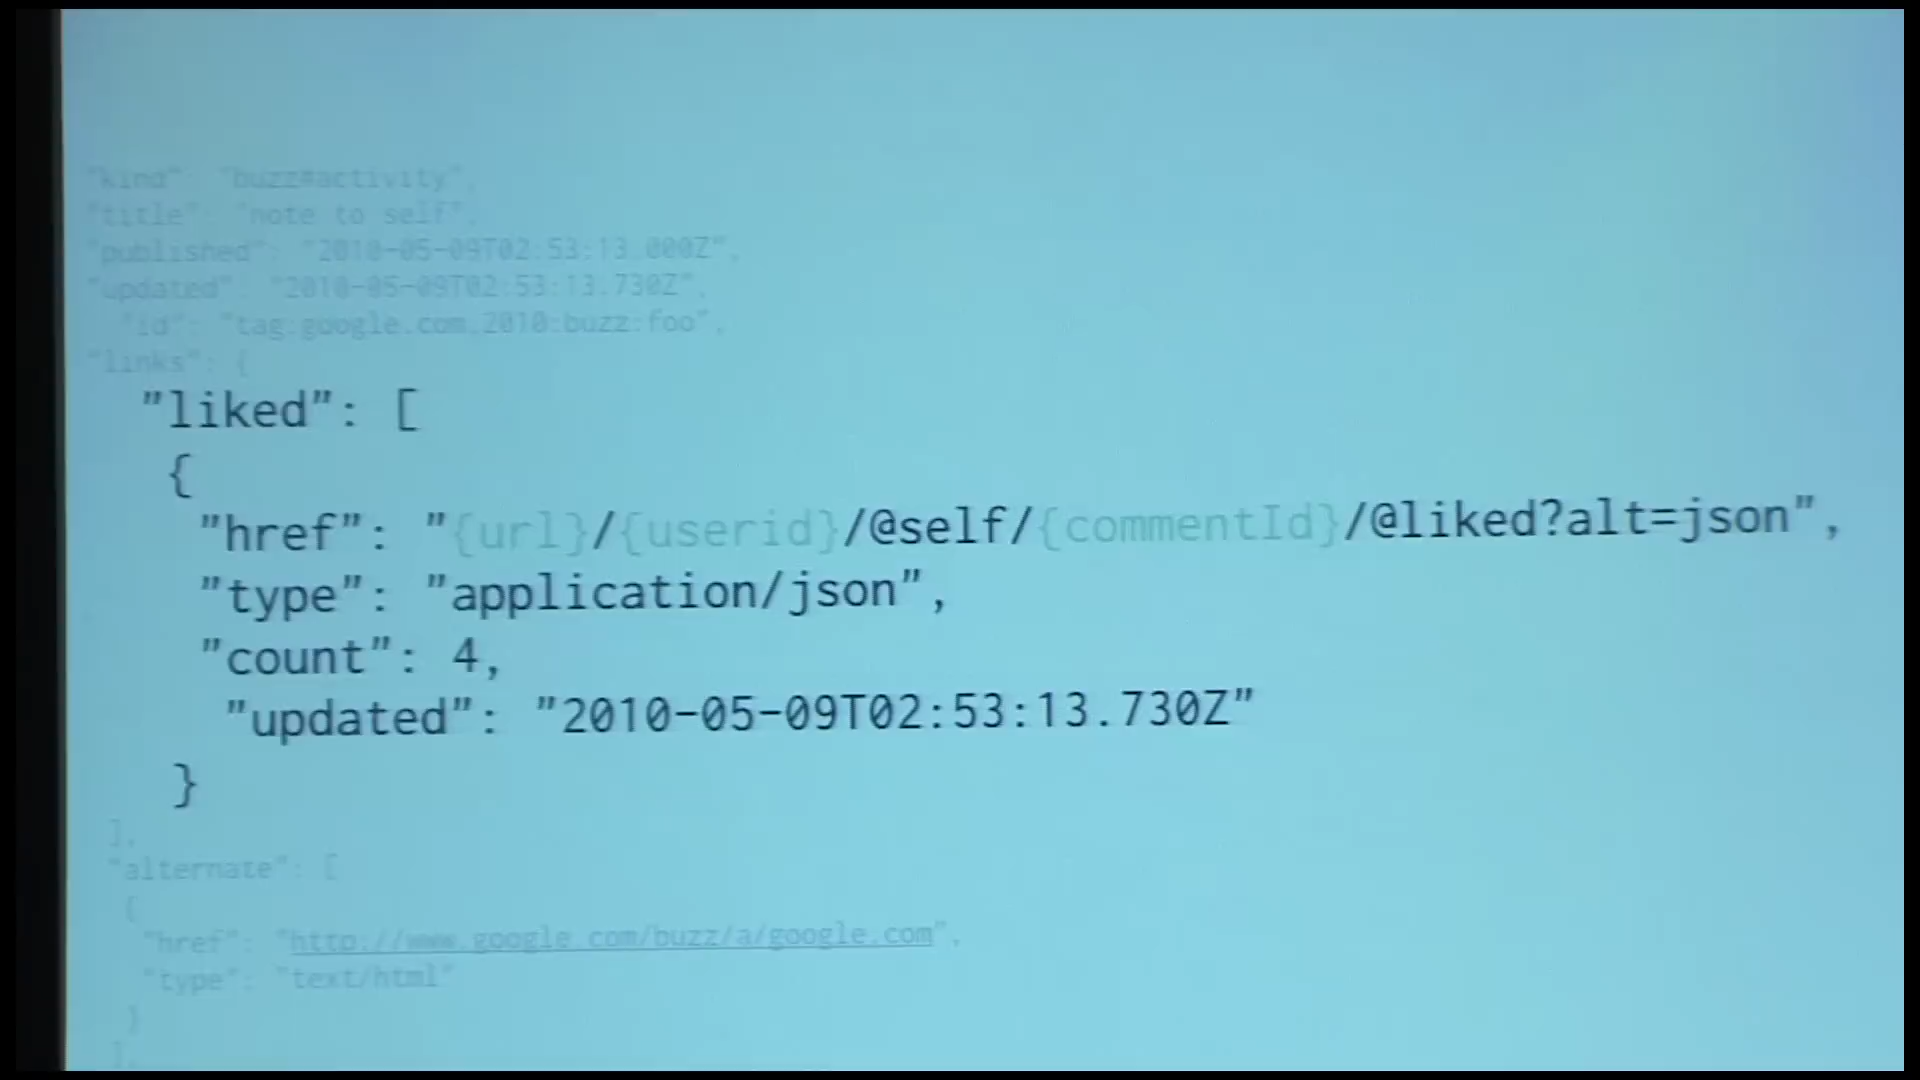 "kind": "buzz#activity",
"title": "note to self",
"published": "2010-05-09T02:53:13.000Z",
"updated": "2010-05-09T02:53:13.730Z",
"id": "tag:google.com,2010:buzz:foo",
"links": {
"liked": [
{
"href": "{url}/{userid}/@self/{commentId}/@liked?alt=json",
"type": "application/json",
"count": 4,
"updated": "2010-05-09T02:53:13.730Z"
}
],
"alternate": [
{
"href": "http://www.google.com/buzz/a/google.com",
"type": "text/html"
}
],